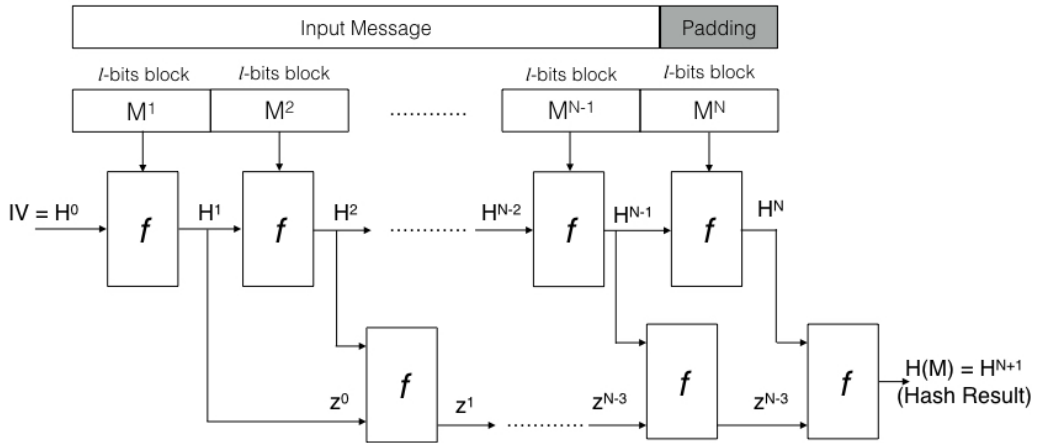 Input Message Padding
l-bits block l-bits block l-bits block l-bits block
M¹ M² ............ Mᴺ⁻¹ Mᴺ
IV = H⁰ f H¹ f H² ............ Hᴺ⁻² f Hᴺ⁻¹ f Hᴺ
f f f
z⁰ z¹ ............ zᴺ⁻³ zᴺ⁻³
H(M) = Hᴺ⁺¹
(Hash Result)